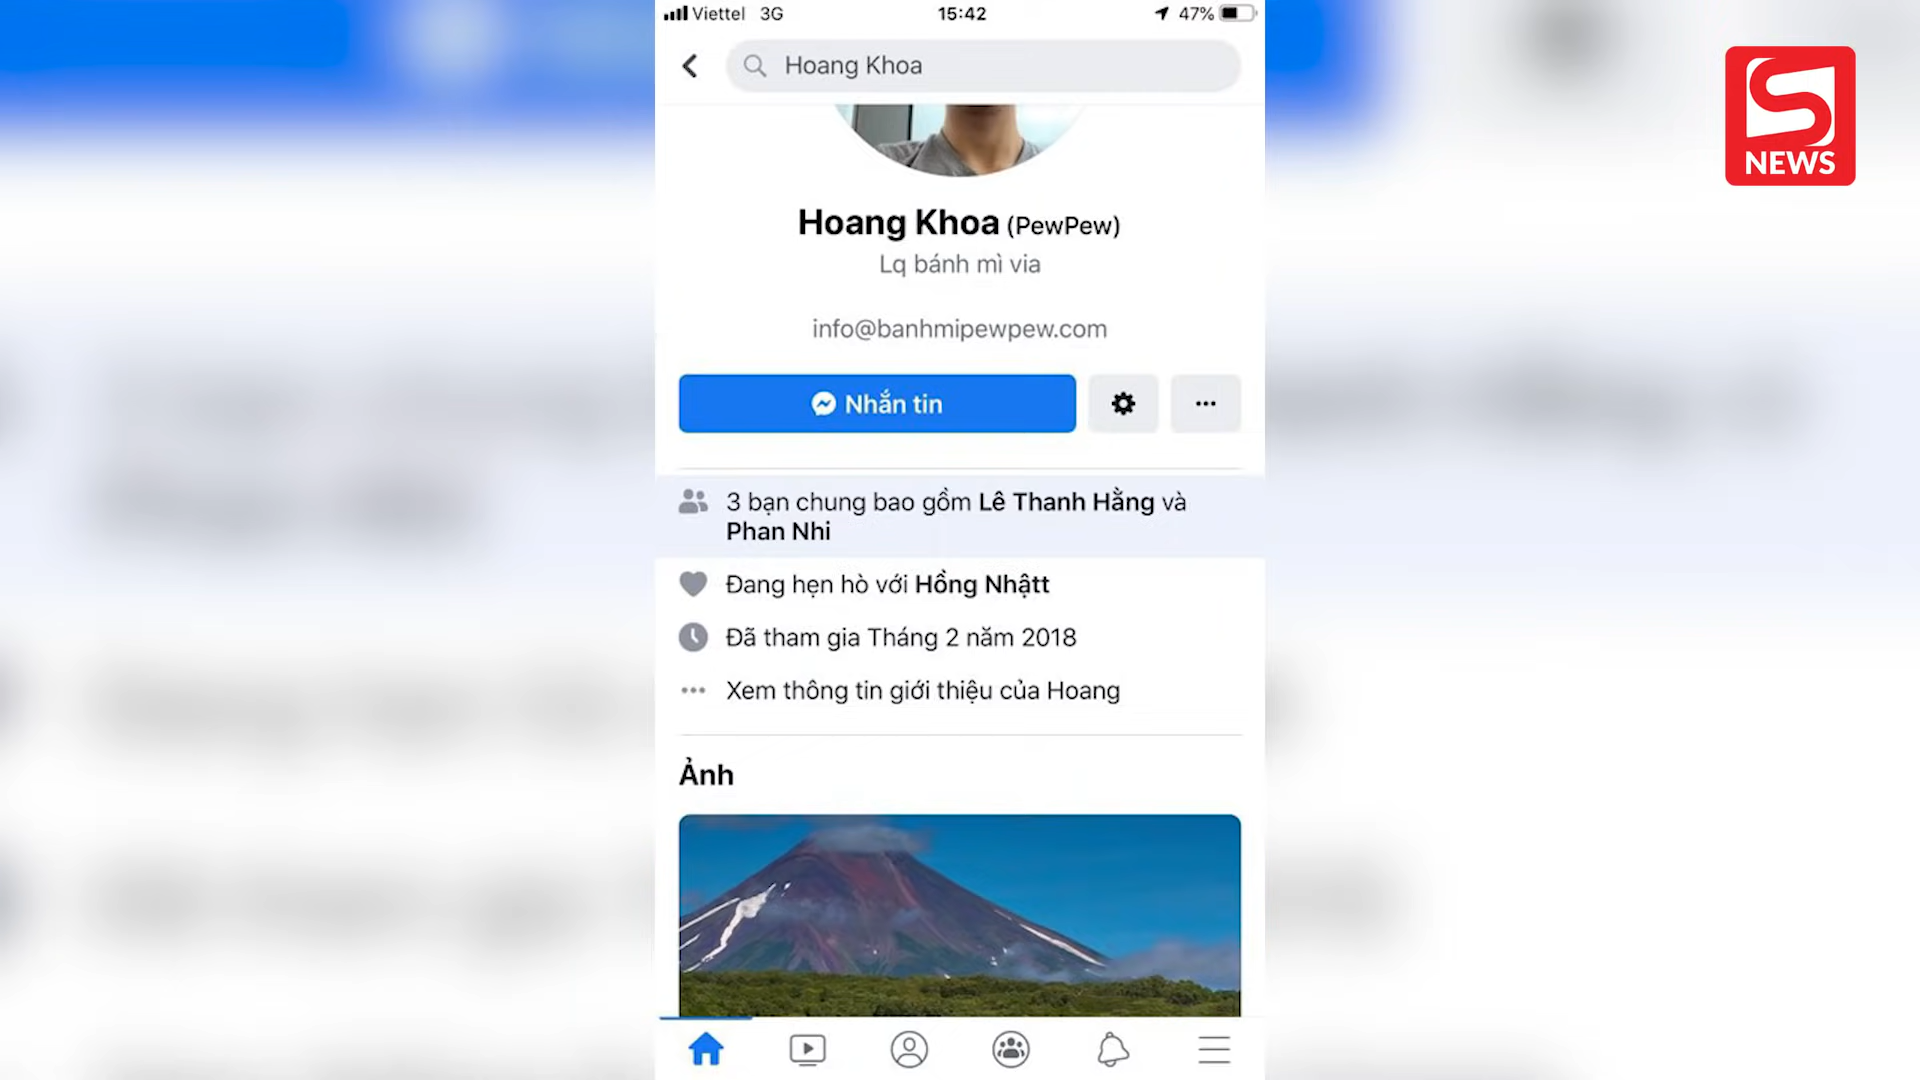 Viettel 3G 15:42 47%
Hoang Khoa
S
NEWS
Hoang Khoa (PewPew)
Lq bánh mì via
info@banhmipewpew.com
Nhắn tin
3 bạn chung bao gồm Lê Thanh Hằng và
Phan Nhi
Đang hẹn hò với Hồng Nhậtt
Đã tham gia Tháng 2 năm 2018
Xem thông tin giới thiệu của Hoang
Ảnh